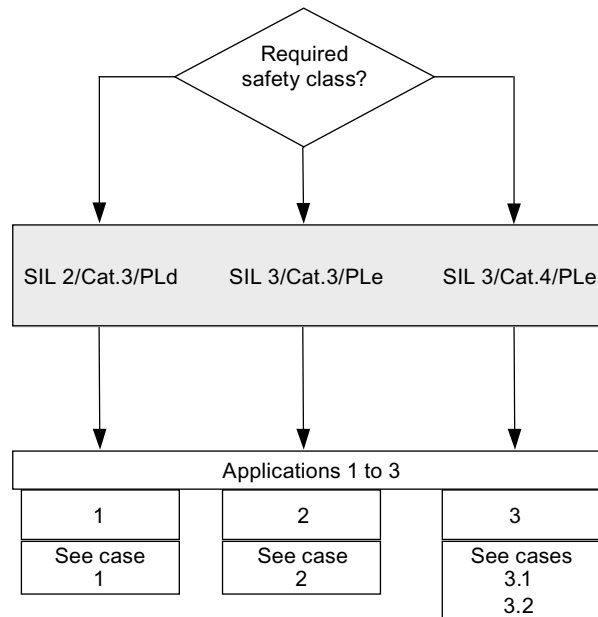 Required
safety class?
SIL 2/Cat.3/PLd
SIL 3/Cat.3/PLe
SIL 3/Cat.4/PLe
Applications 1 to 3
1
2
3
See case
1
See case
2
See cases
3.1
3.2